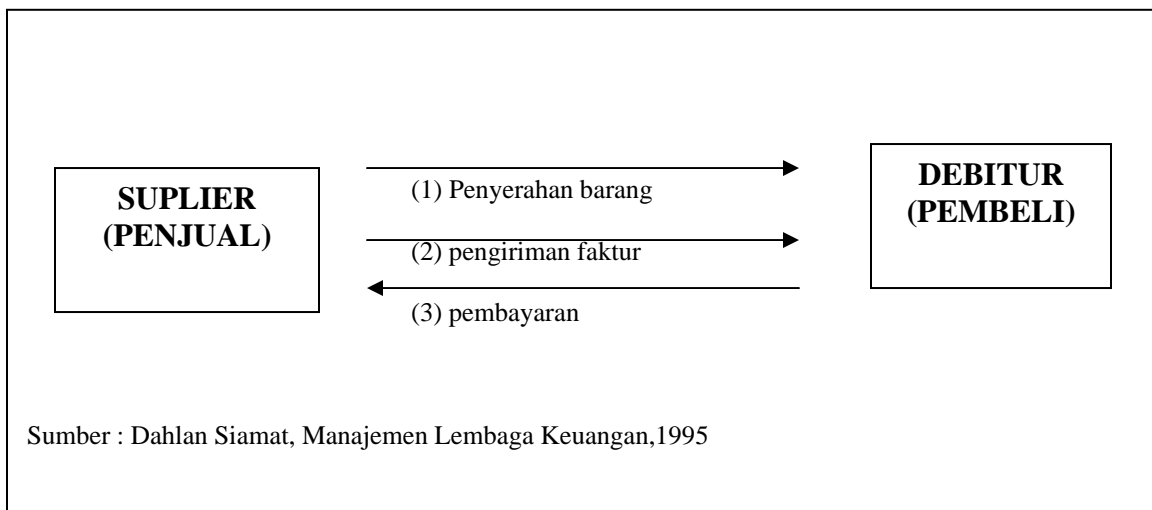 SUPLIER
(PENJUAL)
(1) Penyerahan barang
(2) pengiriman faktur
(3) pembayaran
DEBITUR
(PEMBELI)
Sumber : Dahlan Siamat, Manajemen Lembaga Keuangan,1995